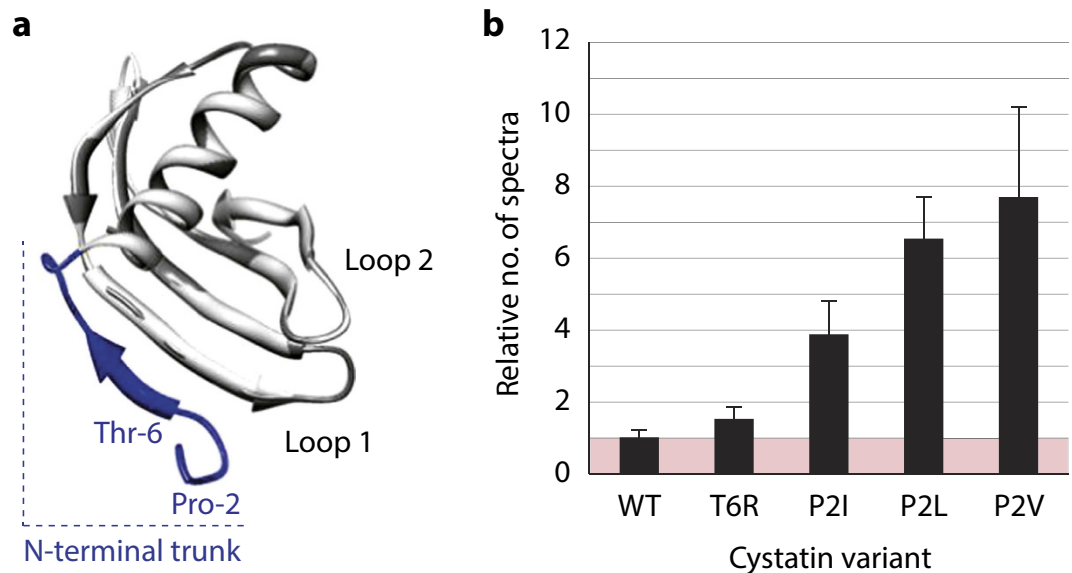 a
Loop 2
Thr-6
Loop 1
Pro-2
N-terminal trunk
b
12
10
8
6
4
2
0
Relative no. of spectra
WT T6R P2I P2L P2V
Cystatin variant